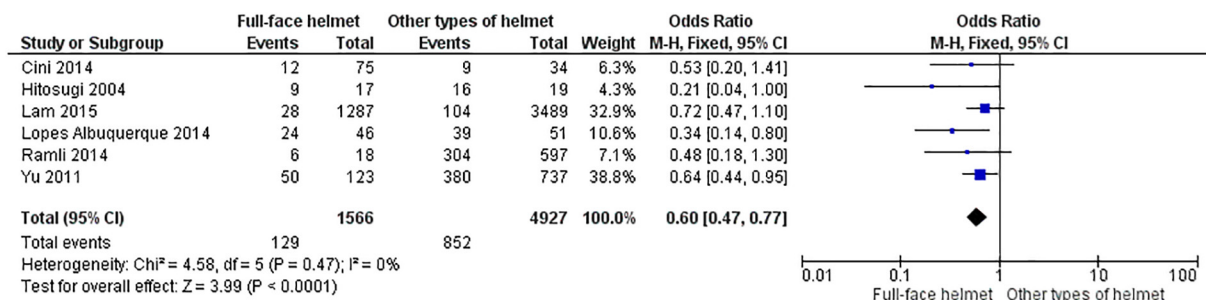 Full-face helmet Other types of helmet Odds Ratio Odds Ratio
Study or Subgroup Events Total Events Total Weight M-H, Fixed, 95% CI M-H, Fixed, 95% CI
Cini 2014 12 75 9 34 6.3% 0.53 [0.20, 1.41]
Hitosugi 2004 9 17 16 19 4.3% 0.21 [0.04, 1.00]
Lam 2015 28 1287 104 3489 32.9% 0.72 [0.47, 1.10]
Lopes Albuquerque 2014 24 46 39 51 10.6% 0.34 [0.14, 0.80]
Ramli 2014 6 18 304 597 7.1% 0.48 [0.18, 1.30]
Yu 2011 50 123 380 737 38.8% 0.64 [0.44, 0.95]
Total (95% CI) 1566 4927 100.0% 0.60 [0.47, 0.77]
Total events 129 852
Heterogeneity: Chi² = 4.58, df = 5 (P = 0.47); I² = 0%
Test for overall effect: Z = 3.99 (P < 0.0001)
0.01 0.1 1 10 100
Full-face helmet Other types of helmet